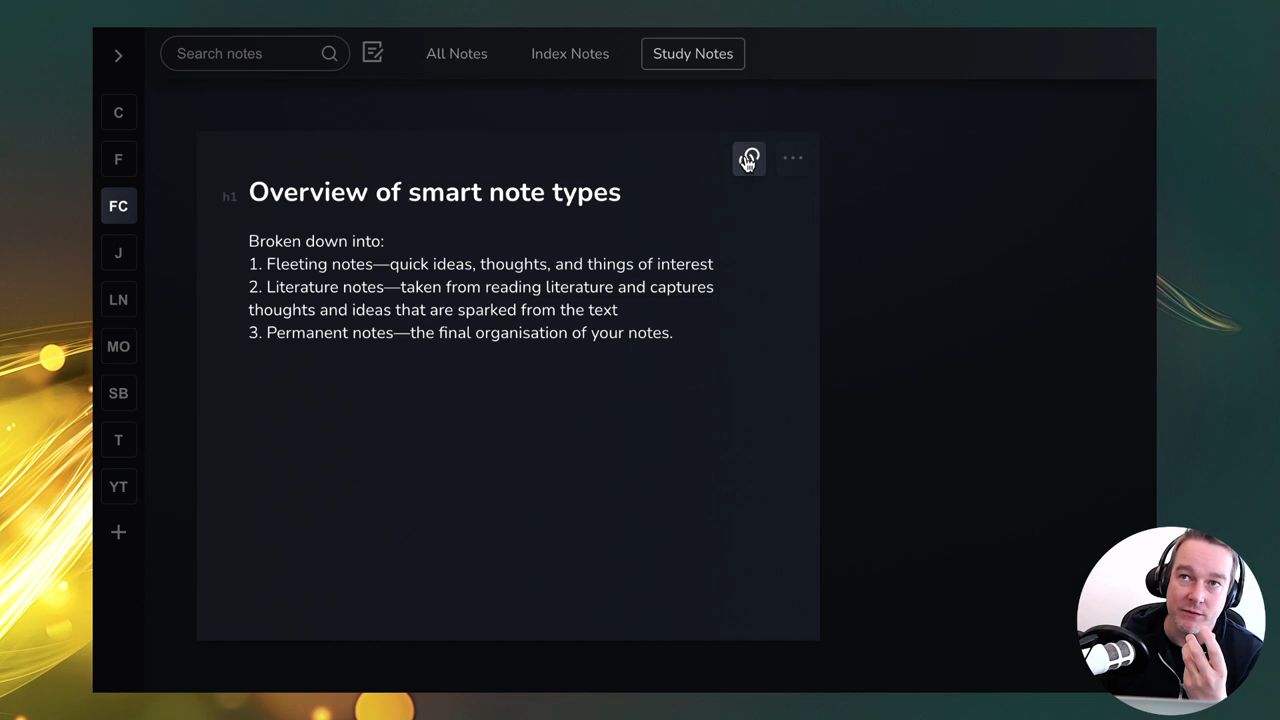 Search notes
All Notes
Index Notes
Study Notes
C
F
FC
J
LN
MO
SB
T
YT
h1
Overview of smart note types
Broken down into:
1. Fleeting notes—quick ideas, thoughts, and things of interest
2. Literature notes—taken from reading literature and captures
thoughts and ideas that are sparked from the text
3. Permanent notes—the final organisation of your notes.